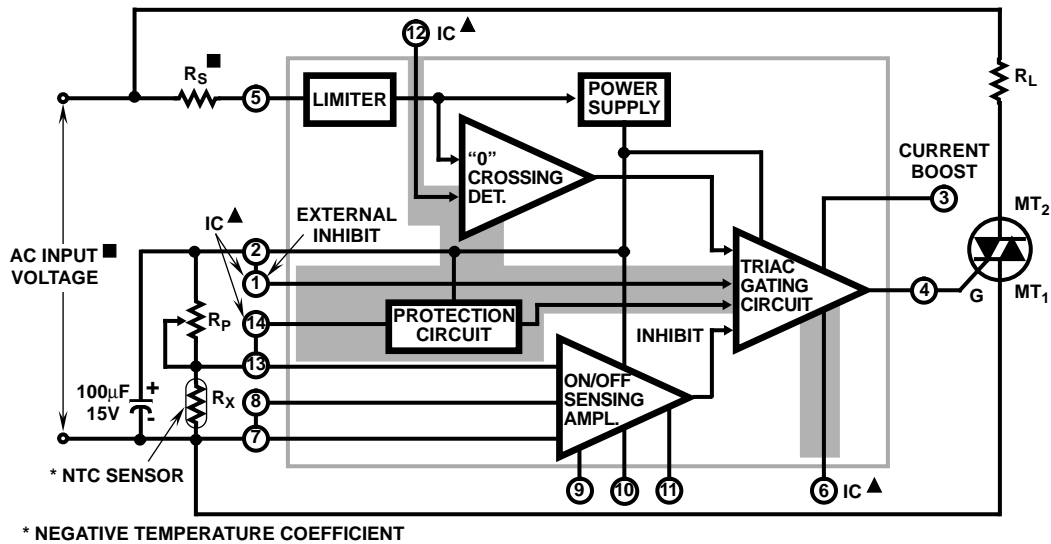 12 IC ▲
R_S ■
5
LIMITER
POWER
SUPPLY
R_L
"0"
CROSSING
DET.
CURRENT
BOOST
3
MT2
IC ▲
EXTERNAL
INHIBIT
AC INPUT ■
VOLTAGE
2
1
TRIAC
GATING
CIRCUIT
4
G
MT1
R_P
14
PROTECTION
CIRCUIT
INHIBIT
13
100µF
15V
+
-
R_X
8
7
ON/OFF
SENSING
AMPL.
* NTC SENSOR
9
10
11
6 IC ▲
* NEGATIVE TEMPERATURE COEFFICIENT